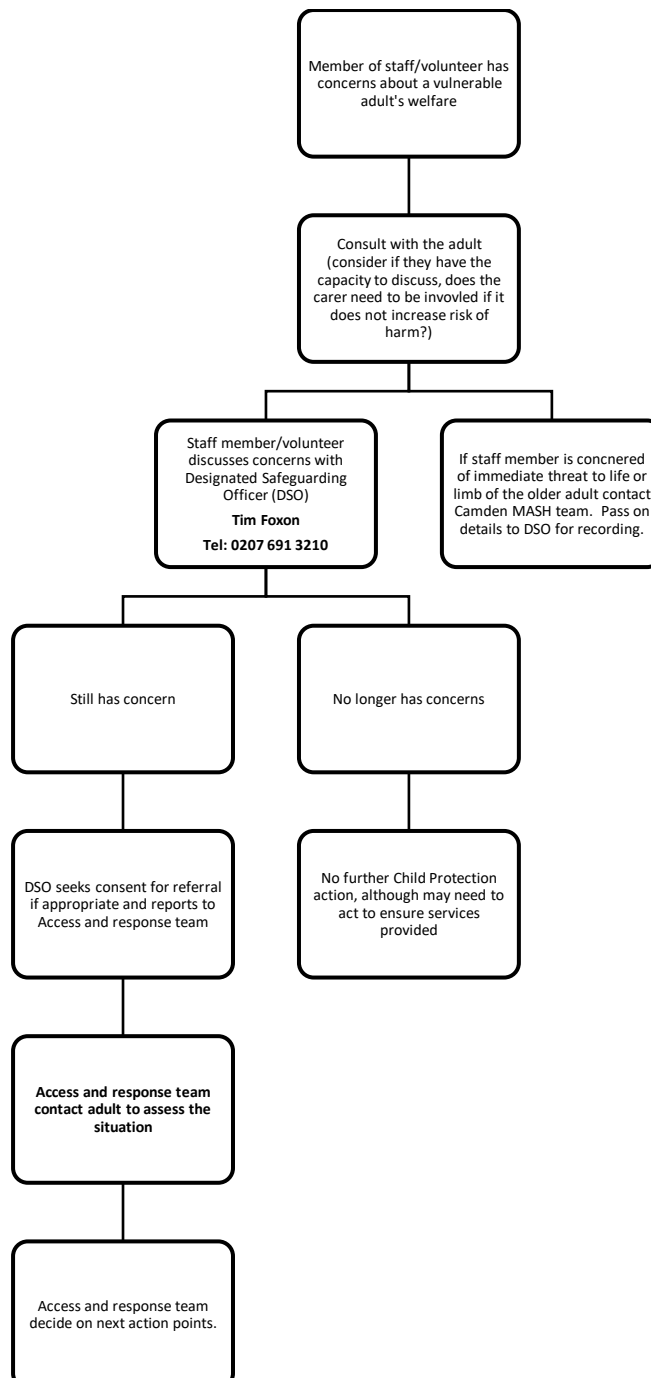 Member of staff/volunteer has
concerns about a vulnerable
adult's welfare
Consult with the adult
(consider if they have the
capacity to discuss, does the
carer need to be invovled if it
does not increase risk of
harm?)
Staff member/volunteer
discusses concerns with
Designated Safeguarding
Officer (DSO)
Tim Foxon
Tel: 0207 691 3210
If staff member is concnered
of immediate threat to life or
limb of the older adult contact
Camden MASH team. Pass on
details to DSO for recording.
Still has concern
No longer has concerns
DSO seeks consent for referral
if appropriate and reports to
Access and response team
No further Child Protection
action, although may need to
act to ensure services
provided
Access and response team
contact adult to assess the
situation
Access and response team
decide on next action points.